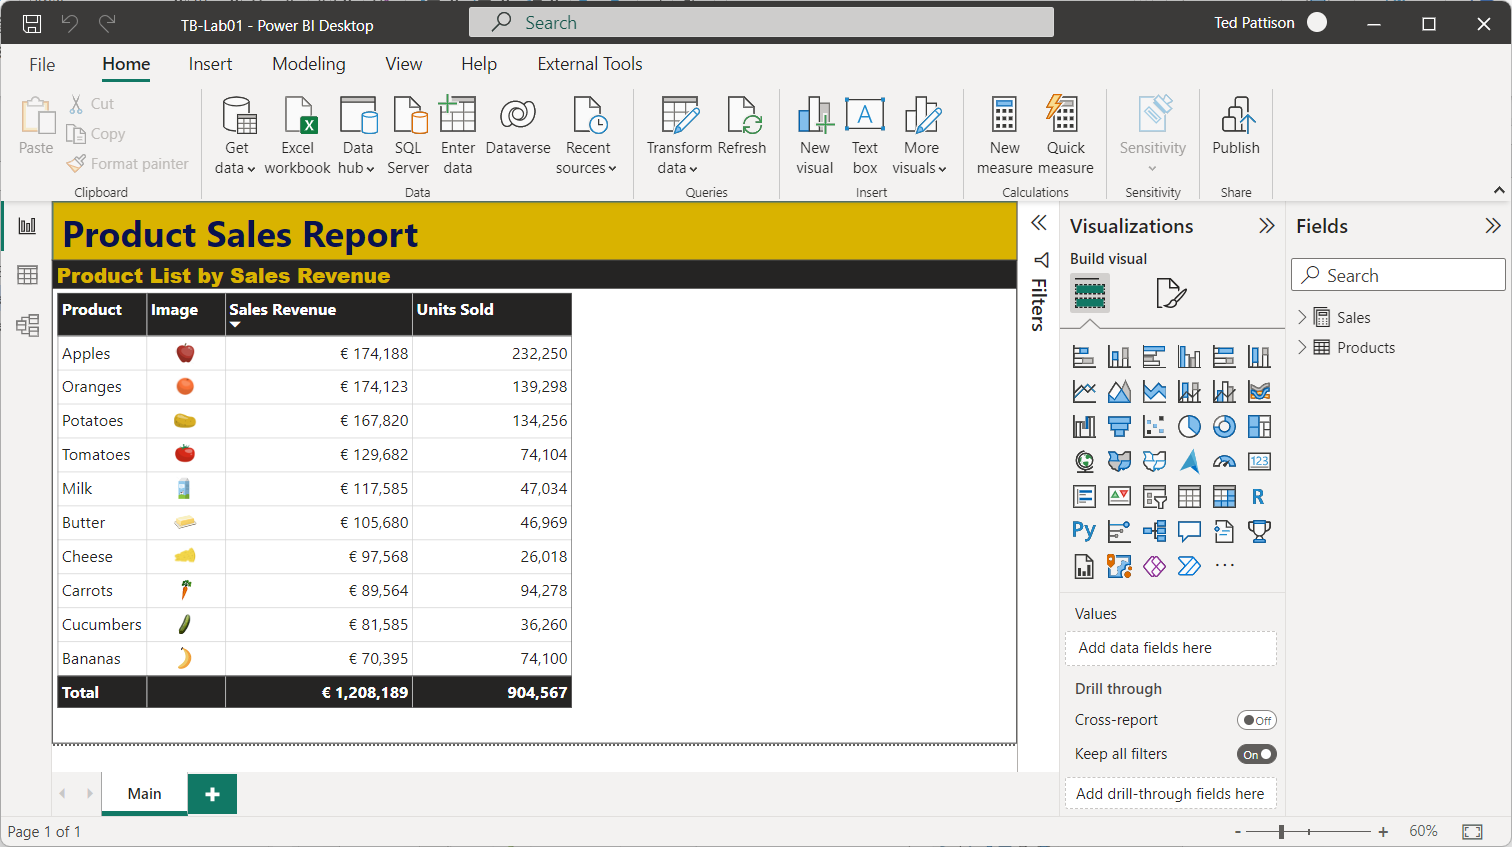 TB-Lab01 - Power BI Desktop
Search
Ted Pattison
File Home Insert Modeling View Help External Tools
Paste
Cut
Copy
Format painter
Clipboard
Get data
Excel workbook
Data hub
SQL Server
Enter data
Dataverse
Recent sources
Data
Transform data
Refresh
Queries
New visual
Text box
More visuals
Insert
New measure
Quick measure
Calculations
Sensitivity
Sensitivity
Publish
Share
Product Sales Report
Product List by Sales Revenue
Product Image Sales Revenue Units Sold
Apples € 174,188 232,250
Oranges € 174,123 139,298
Potatoes € 167,820 134,256
Tomatoes € 129,682 74,104
Milk € 117,585 47,034
Butter € 105,680 46,969
Cheese € 97,568 26,018
Carrots € 89,564 94,278
Cucumbers € 81,585 36,260
Bananas € 70,395 74,100
Total € 1,208,189 904,567
Filters
Visualizations
Build visual
123
R
Py
...
Values
Add data fields here
Drill through
Cross-report Off
Keep all filters On
Add drill-through fields here
Fields
Search
Sales
Products
Main
Page 1 of 1
- + 60%